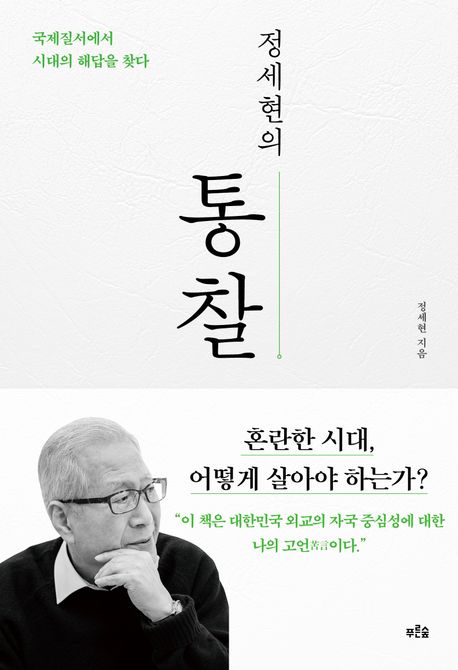 국제질서에서
시대의 해답을 찾다
정세현의
통찰
정세현 지음
혼란한 시대,
어떻게 살아야 하는가?
“이 책은 대한민국 외교의 자국 중심성에 대한
나의 고언苦言이다.”
푸른숲